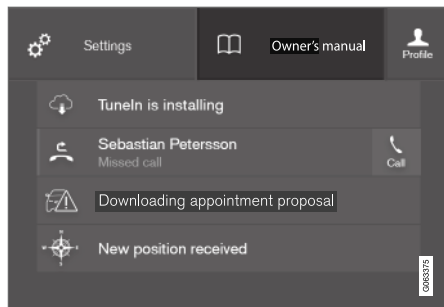 Settings
Owner's manual
Profile
TuneIn is installing
Sebastian Petersson
Missed call
Call
Downloading appointment proposal
New position received
G063375